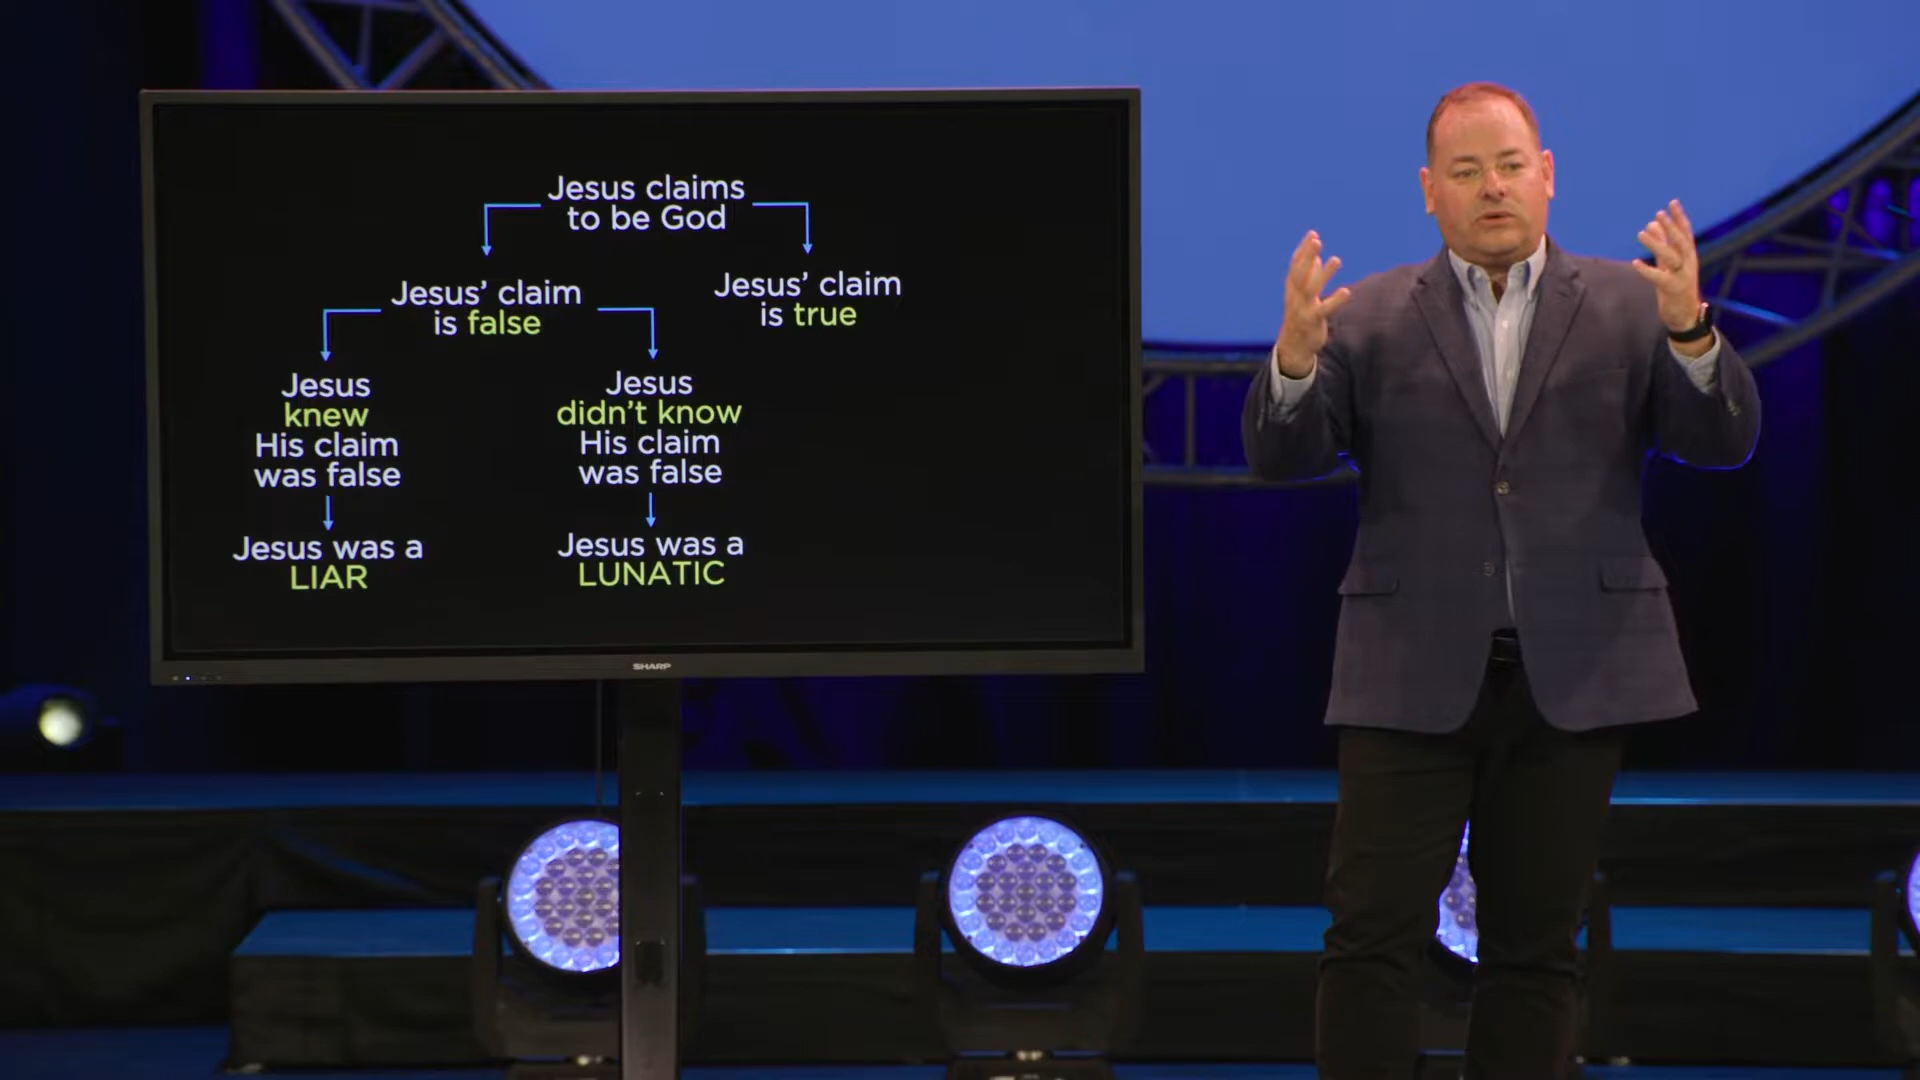 Jesus claims
to be God
Jesus' claim
is false
Jesus' claim
is true
Jesus
knew
His claim
was false
Jesus
didn't know
His claim
was false
Jesus was a
LIAR
Jesus was a
LUNATIC
SHARP